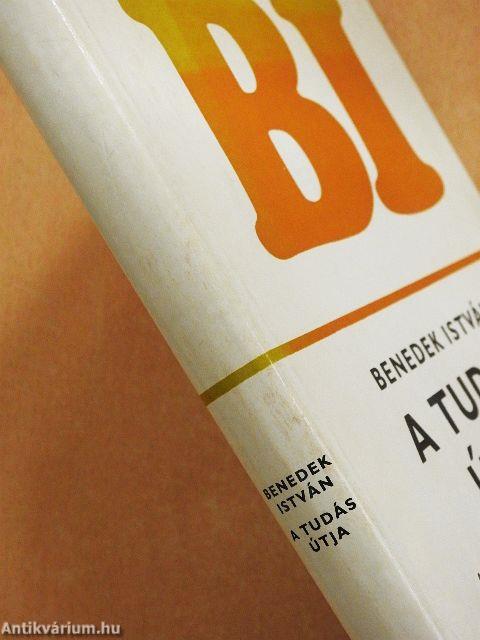 BI
BENEDEK ISTVÁN
A TUD
Ú
BENEDEK
ISTVÁN
A TUDÁS
ÚTJA
Antikvárium.hu